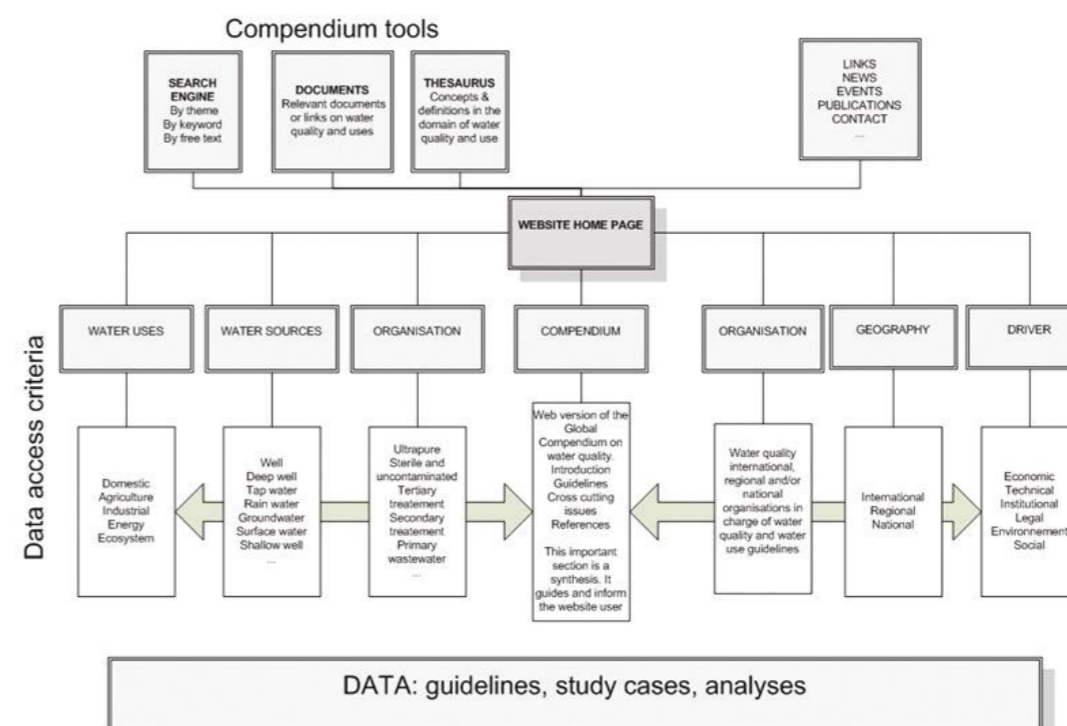 Compendium tools
SEARCH
ENGINE
By theme
By keyword
By free text
DOCUMENTS
Relevant documents
or links on water
quality and uses
THESAURUS
Concepts &
definitions in the
domain of water
quality and use
LINKS
NEWS
EVENTS
PUBLICATIONS
CONTACT
...
WEBSITE HOME PAGE
Data access criteria
WATER USES
WATER SOURCES
ORGANISATION
COMPENDIUM
ORGANISATION
GEOGRAPHY
DRIVER
Domestic
Agriculture
Industrial
Energy
Ecosystem
Well
Deep well
Tap water
Rain water
Groundwater
Surface water
Shallow well
...
Ultrapure
Sterile and
uncontaminated
Tertiary
treatement
Secondary
treatement
Primary
wastewater
...
Web version of the
Global
Compendium on
water quality.
Introduction
Guidelines
Cross cutting
issues
References
This important
section is a
synthesis. It
guides and inform
the website user
Water quality
international,
regional and/or
national
organisations in
charge of water
quality and water
use guidelines
International
Regional
National
Economic
Technical
Institutional
Legal
Environnement
Social
DATA: guidelines, study cases, analyses